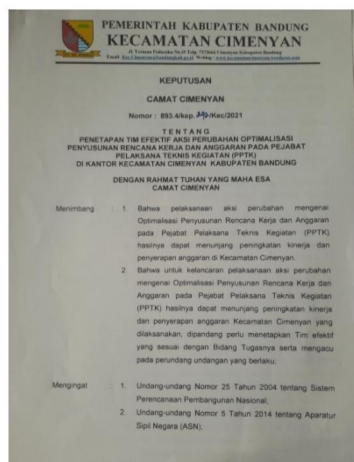 PEMERINTAH KABUPATEN BANDUNG
KECAMATAN CIMENYAN
KEPUTUSAN
CAMAT CIMENYAN
Nomor : 893.4/kep. /Kec/2021
T E N T A N G
PENETAPAN TIM EFEKTIF AKSI PERUBAHAN OPTIMALISASI
PENYUSUNAN RENCANA KERJA DAN ANGGARAN PADA PEJABAT
PELAKSANA TEKNIS KEGIATAN (PPTK)
DI KANTOR KECAMATAN CIMENYAN KABUPATEN BANDUNG
DENGAN RAHMAT TUHAN YANG MAHA ESA
CAMAT CIMENYAN
Menimbang : 1. Bahwa pelaksanaan aksi perubahan mengenai
Optimalisasi Penyusunan Rencana Kerja dan Anggaran
pada Pejabat Pelaksana Teknis Kegiatan (PPTK)
hasilnya dapat menunjang peningkatan kinerja dan
penyerapan anggaran di Kecamatan Cimenyan.
2. Bahwa untuk kelancaran pelaksanaan aksi perubahan
mengenai Optimalisasi Penyusunan Rencana Kerja dan
Anggaran pada Pejabat Pelaksana Teknis Kegiatan
(PPTK) hasilnya dapat menunjang peningkatan kinerja
dan penyerapan anggaran Kecamatan Cimenyan yang
dilaksanakan, dipandang perlu menetapkan Tim efektif
yang sesuai dengan Bidang Tugasnya serta mengacu
pada perundang undangan yang berlaku.
Mengingat : 1. Undang-undang Nomor 25 Tahun 2004 tentang Sistem
Perencanaan Pembangunan Nasional;
2. Undang-undang Nomor 5 Tahun 2014 tentang Aparatur
Sipil Negara (ASN);